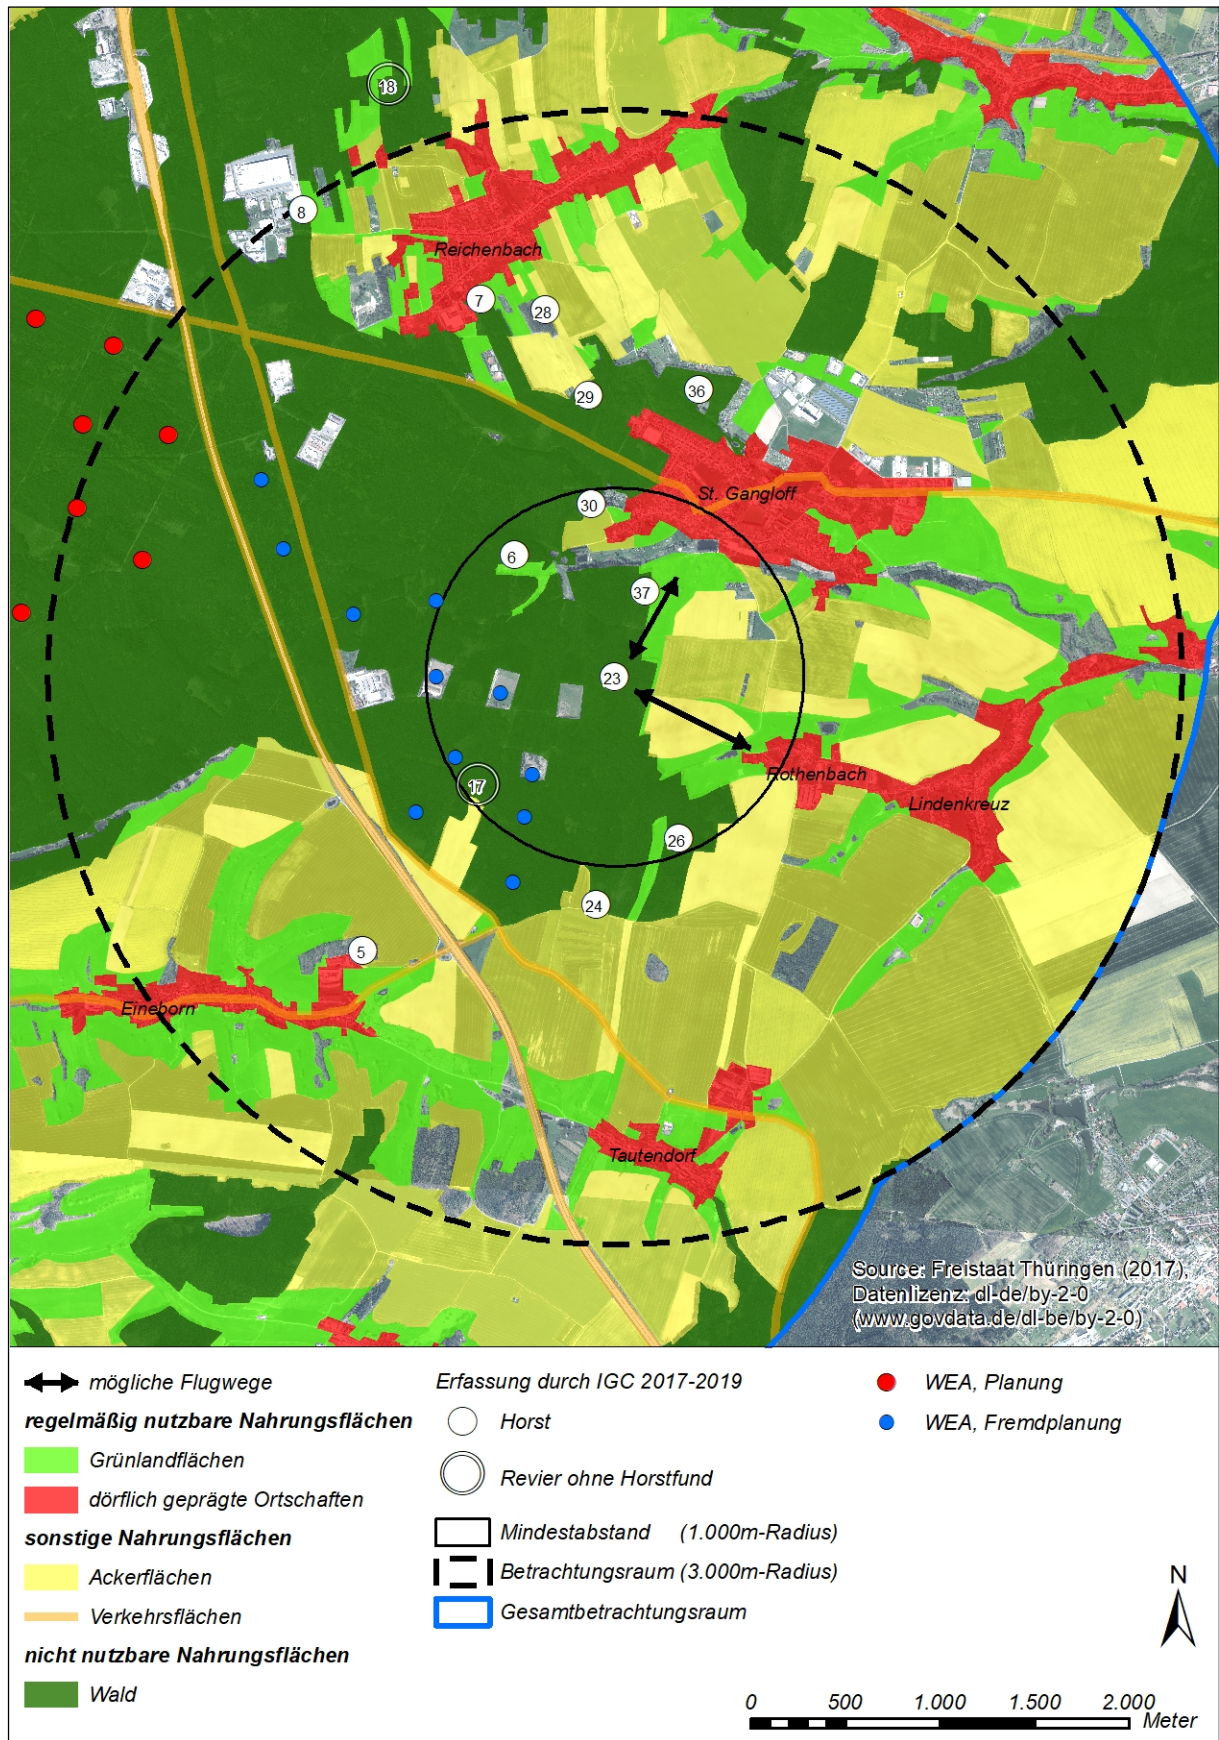 18
8
Reichenbach
7
28
29
36
St. Gangloff
30
6
37
23
Rothenbach
17
Lindenkreuz
26
24
5
Eineborn
Tautendorf
Source: Freistaat Thüringen (2017),
Datenlizenz: dl-de/by-2-0
(www.govdata.de/dl-be/by-2-0)
mögliche Flugwege
regelmäßig nutzbare Nahrungsflächen
Grünlandflächen
dörflich geprägte Ortschaften
sonstige Nahrungsflächen
Ackerflächen
Verkehrsflächen
nicht nutzbare Nahrungsflächen
Wald
Erfassung durch IGC 2017-2019
Horst
Revier ohne Horstfund
Mindestabstand (1.000m-Radius)
Betrachtungsraum (3.000m-Radius)
Gesamtbetrachtungsraum
WEA, Planung
WEA, Fremdplanung
N
0 500 1.000 1.500 2.000
Meter